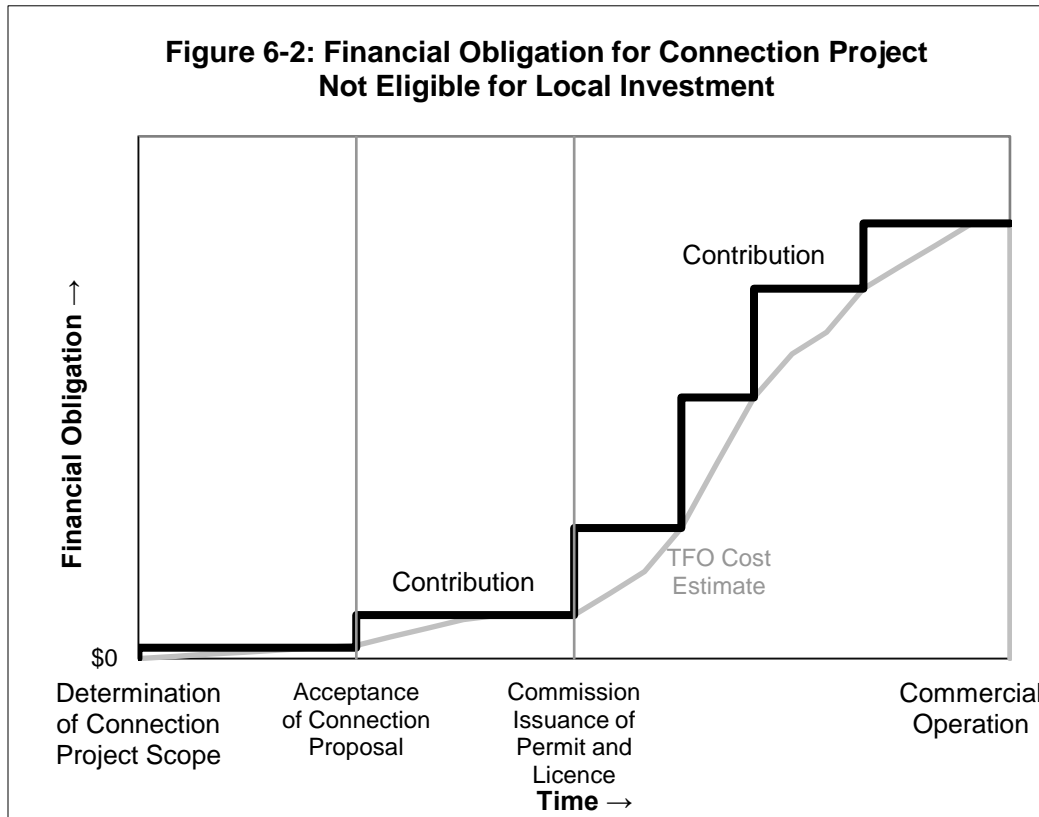 Figure 6-2: Financial Obligation for Connection Project
Not Eligible for Local Investment
Financial Obligation →
Contribution
Contribution
TFO Cost
Estimate
$0
Determination
of Connection
Project Scope
Acceptance
of Connection
Proposal
Commission
Issuance of
Permit and
Licence
Commercial
Operation
Time →